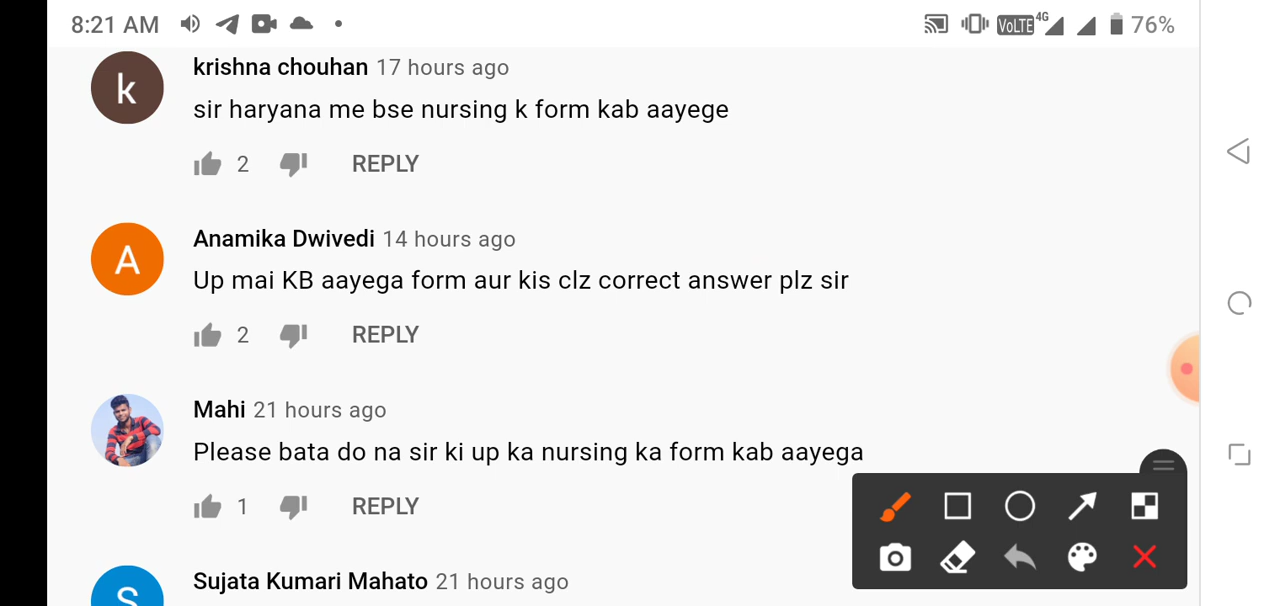 8:21 AM VoLTE 4G 76%
k
krishna chouhan 17 hours ago
sir haryana me bse nursing k form kab aayege
2 REPLY
A
Anamika Dwivedi 14 hours ago
Up mai KB aayega form aur kis clz correct answer plz sir
2 REPLY
Mahi 21 hours ago
Please bata do na sir ki up ka nursing ka form kab aayega
1 REPLY
S
Sujata Kumari Mahato 21 hours ago